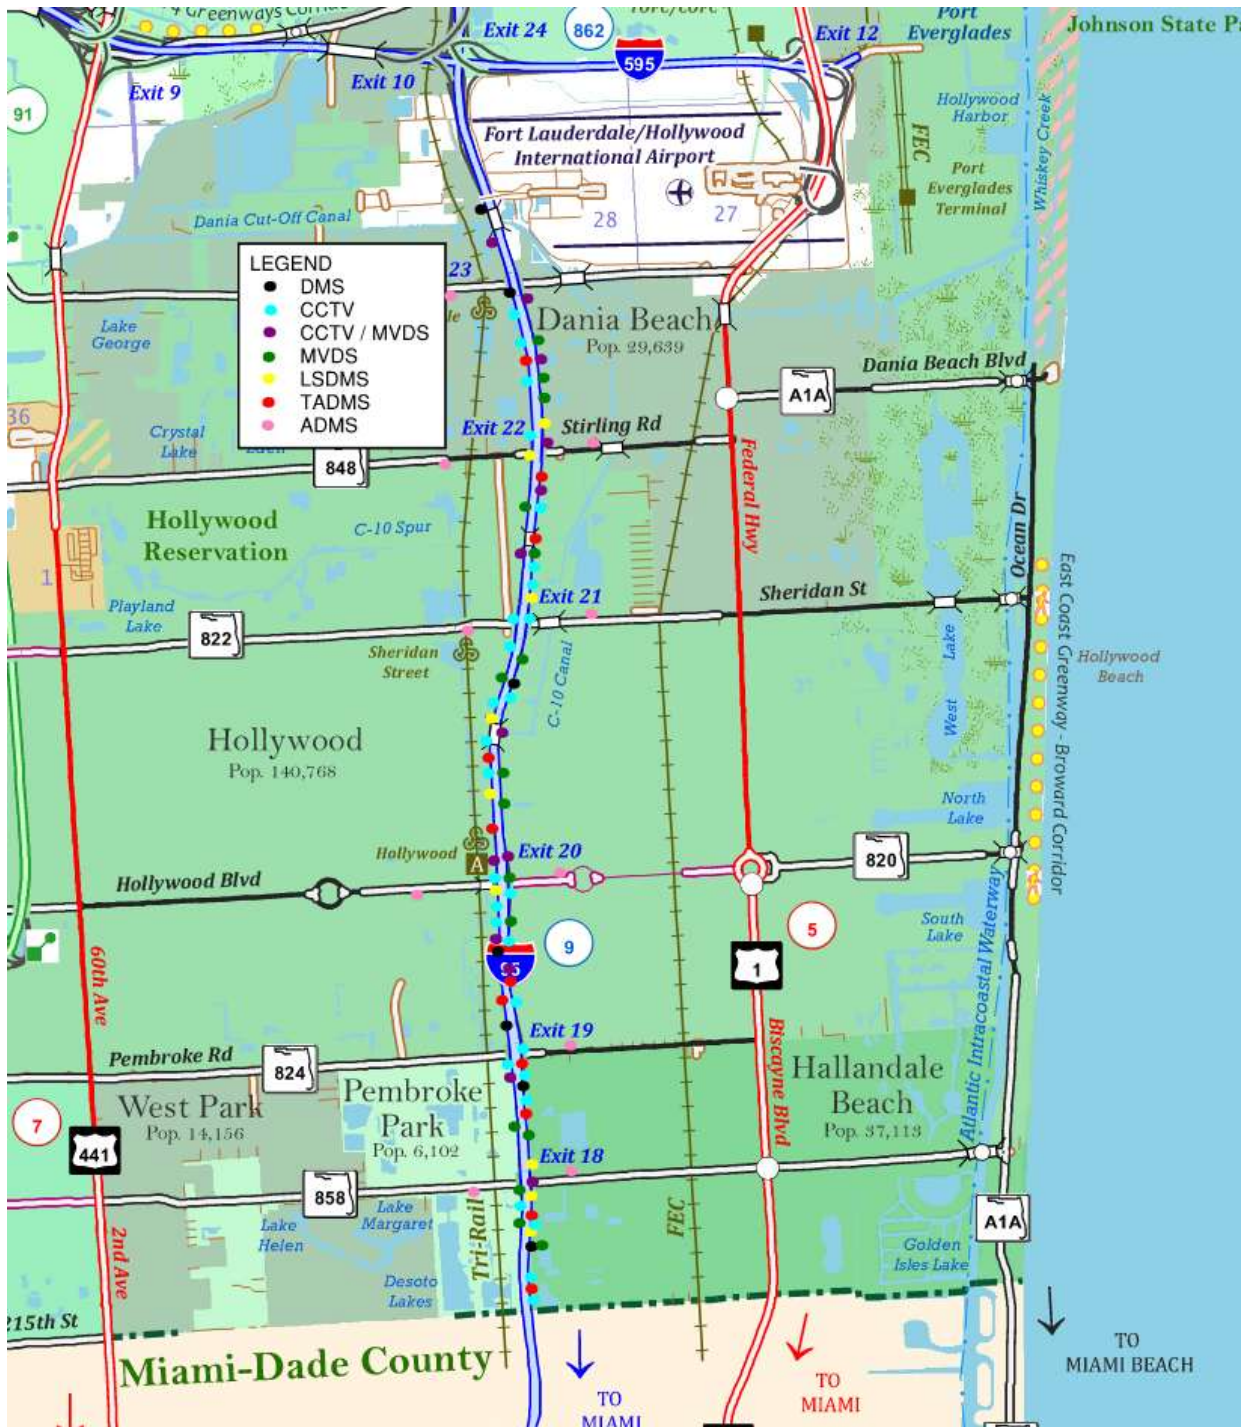 Greenways Corridor
Exit 24
862
Exit 12
Port
Everglades
Johnson State
595
Exit 10
Exit 9
91
Hollywood
Harbor
Whiskey Creek
Fort Lauderdale/Hollywood
International Airport
FEC
Port
Everglades
Terminal
Dania Cut-Off Canal
28
27
23
LEGEND
DMS
CCTV
CCTV / MVDS
MVDS
LSDMS
TADMS
ADMS
Lake
George
Dania Beach
Pop. 29,639
Dania Beach Blvd
A1A
36
Crystal
Lake
Exit 22
Stirling Rd
848
Federal Hwy
Hollywood
Reservation
C-10 Spur
Ocean Dr
1
Playland
Lake
Exit 21
Sheridan St
822
Sheridan
Street
C-10 Canal
West Lake
East Coast Greenway - Broward Corridor
Hollywood
Beach
Hollywood
Pop. 140,768
North
Lake
Hollywood
A
Exit 20
820
Hollywood Blvd
South
Lake
9
5
95
1
60th Ave
Atlantic Intracoastal Waterway
Exit 19
Pembroke Rd
824
Biscayne Blvd
Hallandale
Beach
Pop. 37,113
West Park
Pop. 14,156
Pembroke
Park
Pop. 6,102
7
441
Exit 18
858
Lake
Margaret
Lake
Helen
Tri-Rail
FEC
A1A
2nd Ave
Golden
Isles Lake
Desoto
Lakes
215th St
Miami-Dade County
TO
MIAMI
TO
MIAMI
TO
MIAMI BEACH